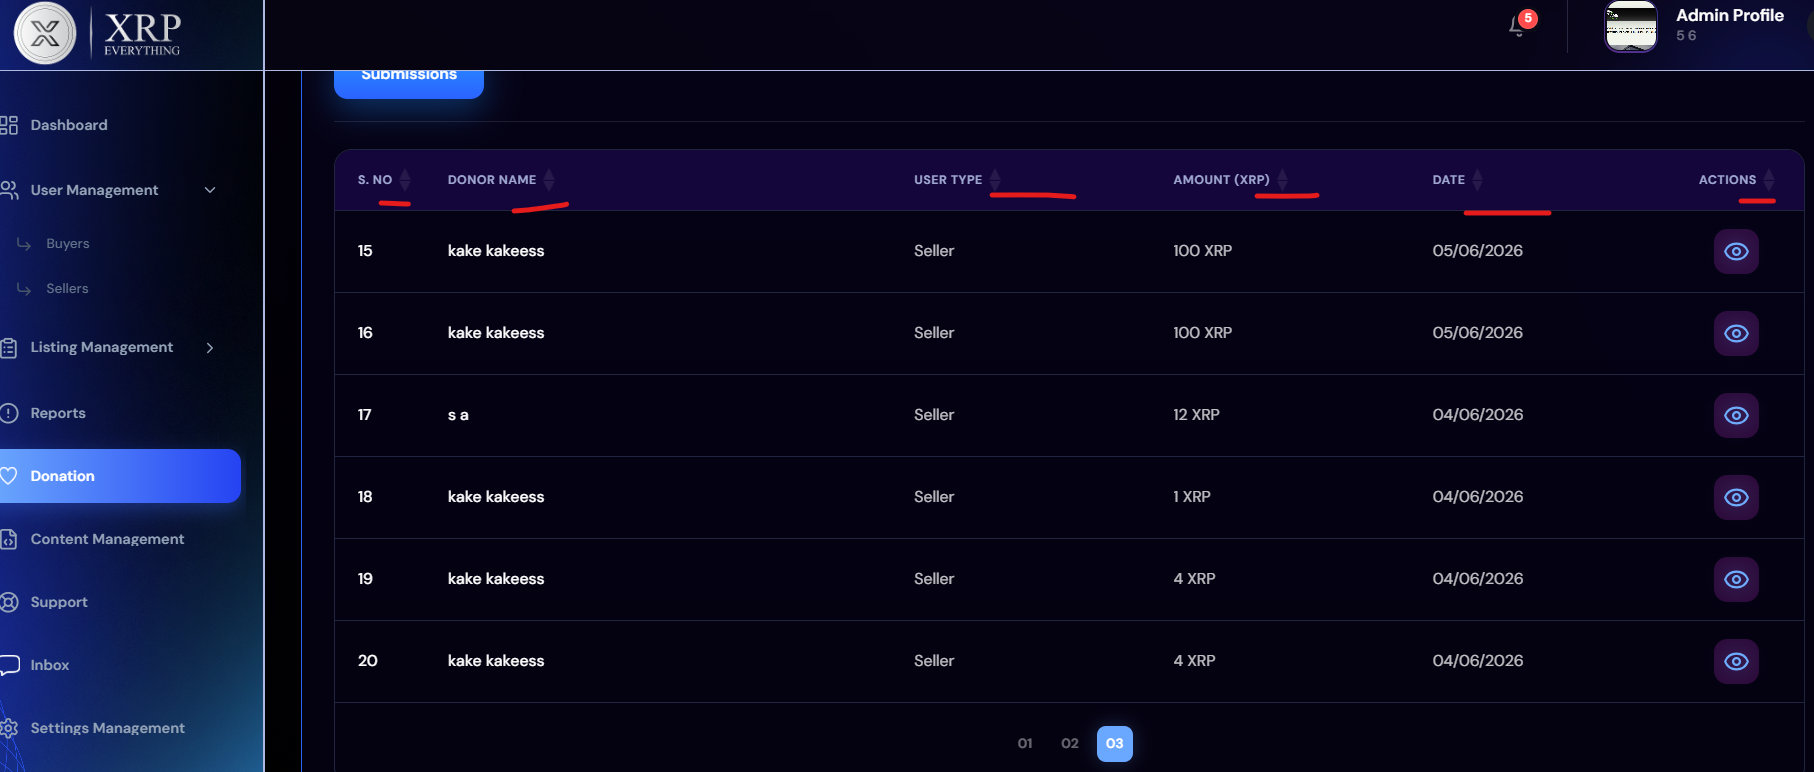 XRP
EVERYTHING
5
Admin Profile
5 6
Dashboard
User Management
Buyers
Sellers
Listing Management
Reports
Donation
Content Management
Support
Inbox
Settings Management
Submissions
S. NO DONOR NAME USER TYPE AMOUNT (XRP) DATE ACTIONS
15 kake kakeess Seller 100 XRP 05/06/2026
16 kake kakeess Seller 100 XRP 05/06/2026
17 s a Seller 12 XRP 04/06/2026
18 kake kakeess Seller 1 XRP 04/06/2026
19 kake kakeess Seller 4 XRP 04/06/2026
20 kake kakeess Seller 4 XRP 04/06/2026
01 02 03